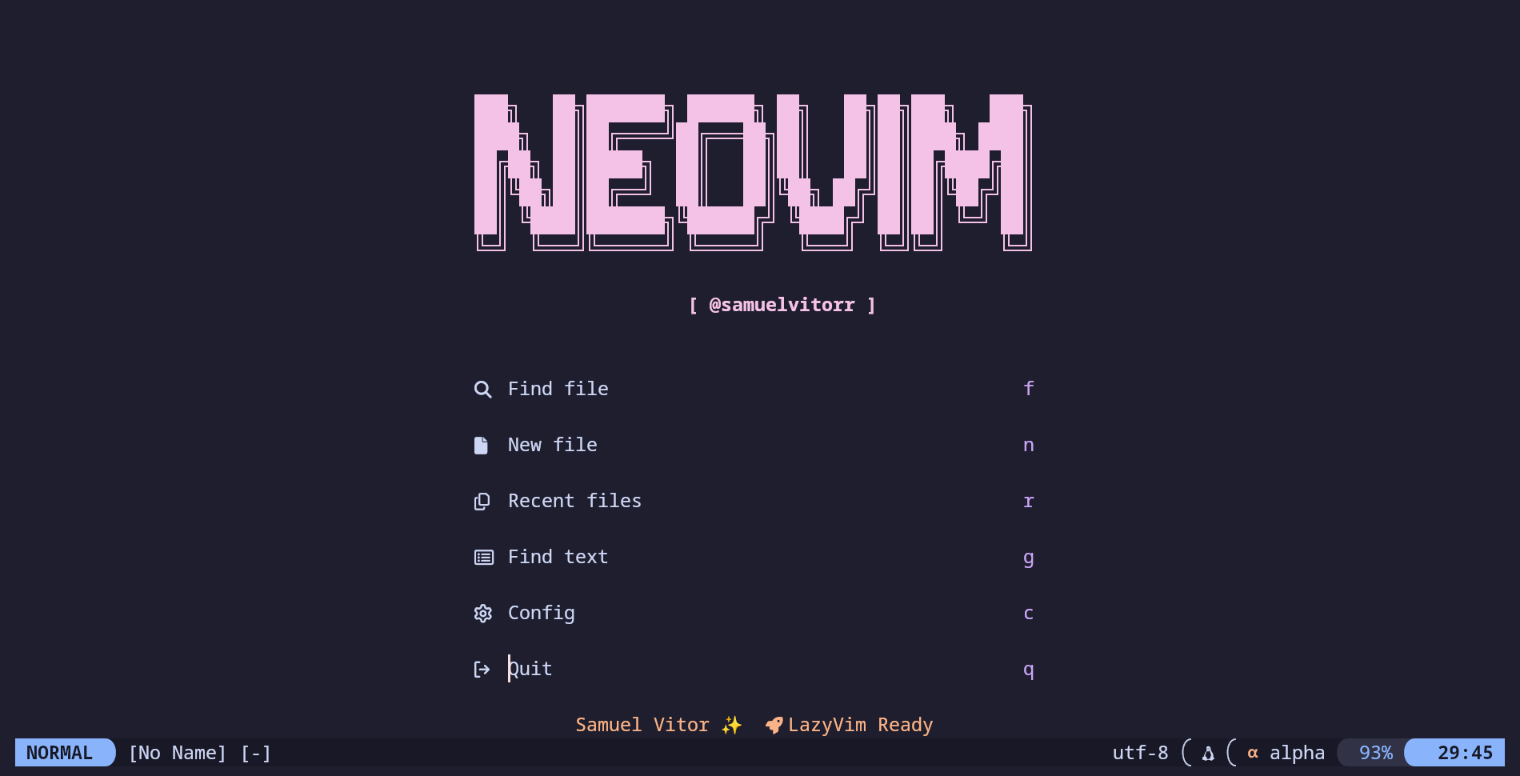 NEOVIM
[ @samuelvitorr ]
Find file f
New file n
Recent files r
Find text g
Config c
Quit q
Samuel Vitor ✨ 🚀 LazyVim Ready
NORMAL [No Name] [-] utf-8 α alpha 93% 29:45